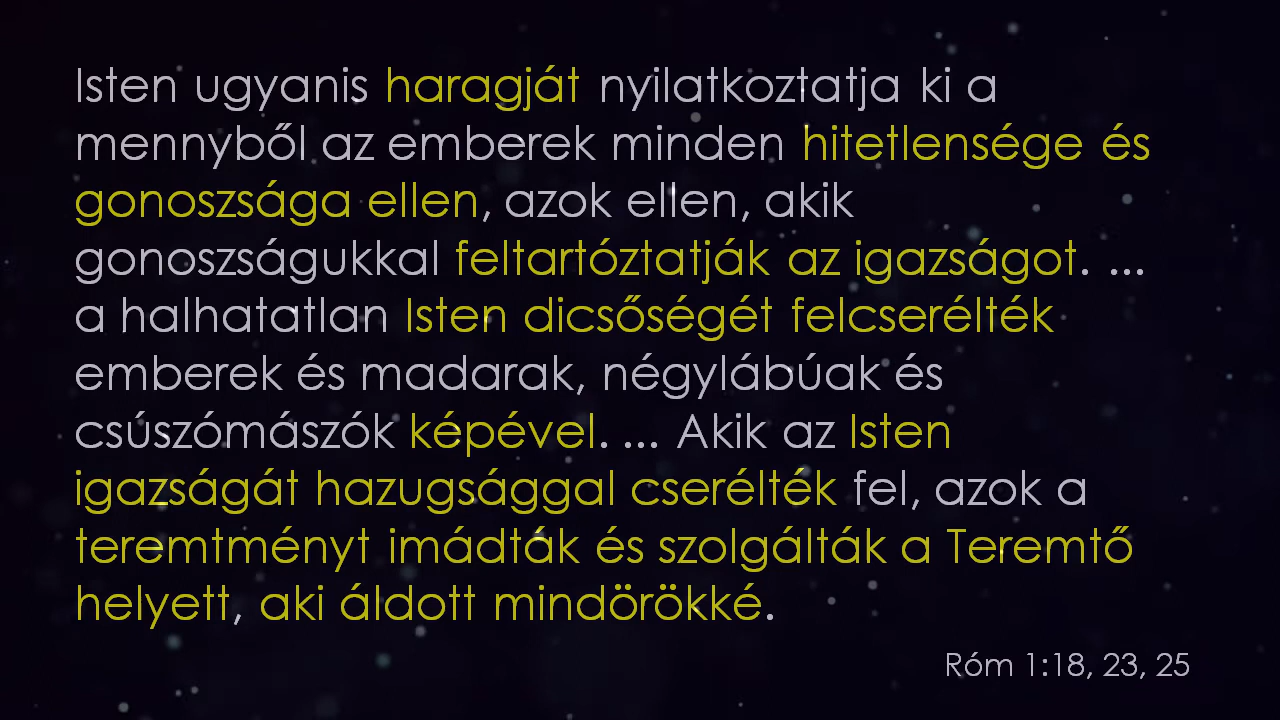 Isten ugyanis haragját nyilatkoztatja ki a
mennyből az emberek minden hitetlensége és
gonoszsága ellen, azok ellen, akik
gonoszságukkal feltartóztatják az igazságot. ...
a halhatatlan Isten dicsőségét felcserélték
emberek és madarak, négylábúak és
csúszómászók képével. ... Akik az Isten
igazságát hazugsággal cserélték fel, azok a
teremtményt imádták és szolgálták a Teremtő
helyett, aki áldott mindörökké.
Róm 1:18, 23, 25